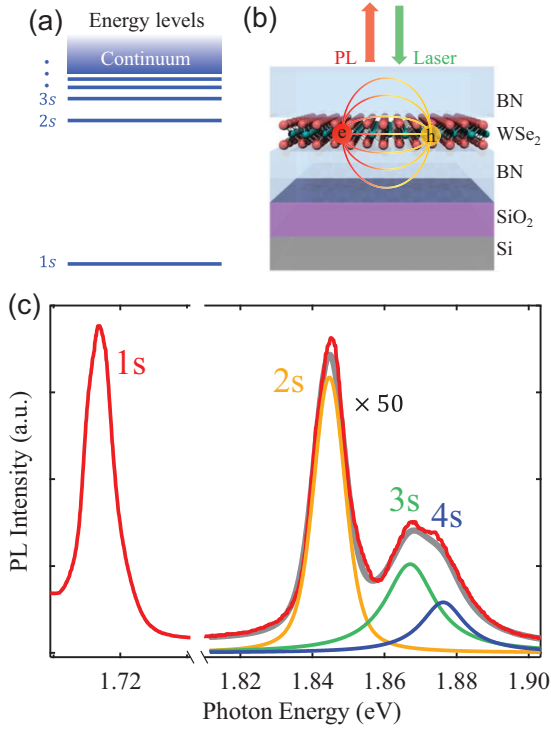 (a)
Energy levels
Continuum
3s
2s
1s
(b)
PL
Laser
BN
e
h
WSe₂
BN
SiO₂
Si
(c)
PL Intensity (a.u.)
1s
2s
× 50
3s
4s
1.72
1.82
1.84
1.86
1.88
1.90
Photon Energy (eV)